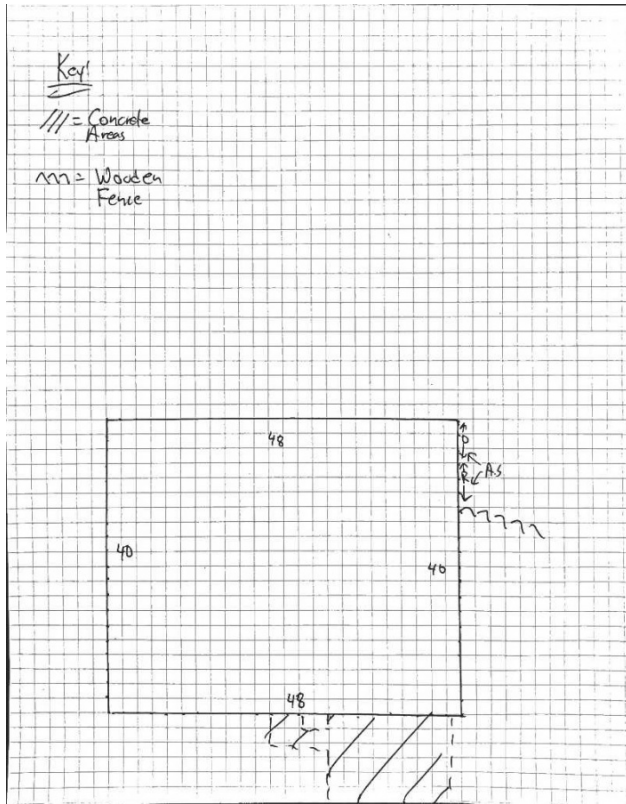 Key!
/// = Concrete
Areas
= Wooden
Fence
48
A.S
40
40
48